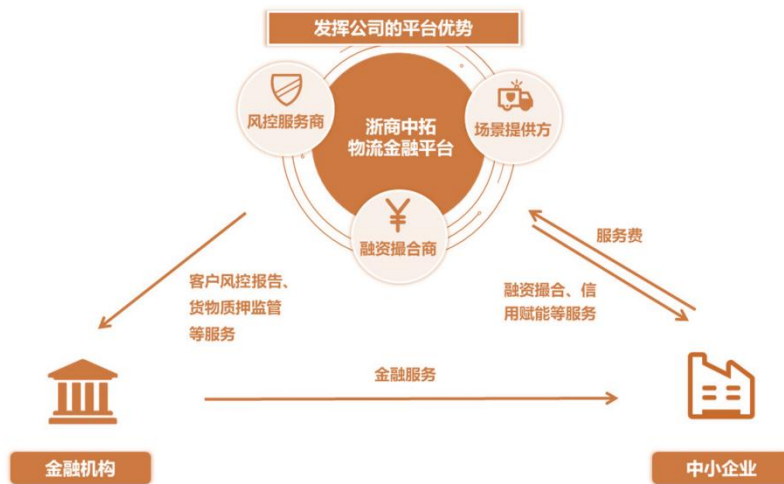 发挥公司的平台优势
风控服务商
场景提供方
浙商中拓
物流金融平台
融资撮合商
服务费
客户风控报告、
货物质押监管
等服务
融资撮合、信
用赋能等服务
金融服务
金融机构
中小企业